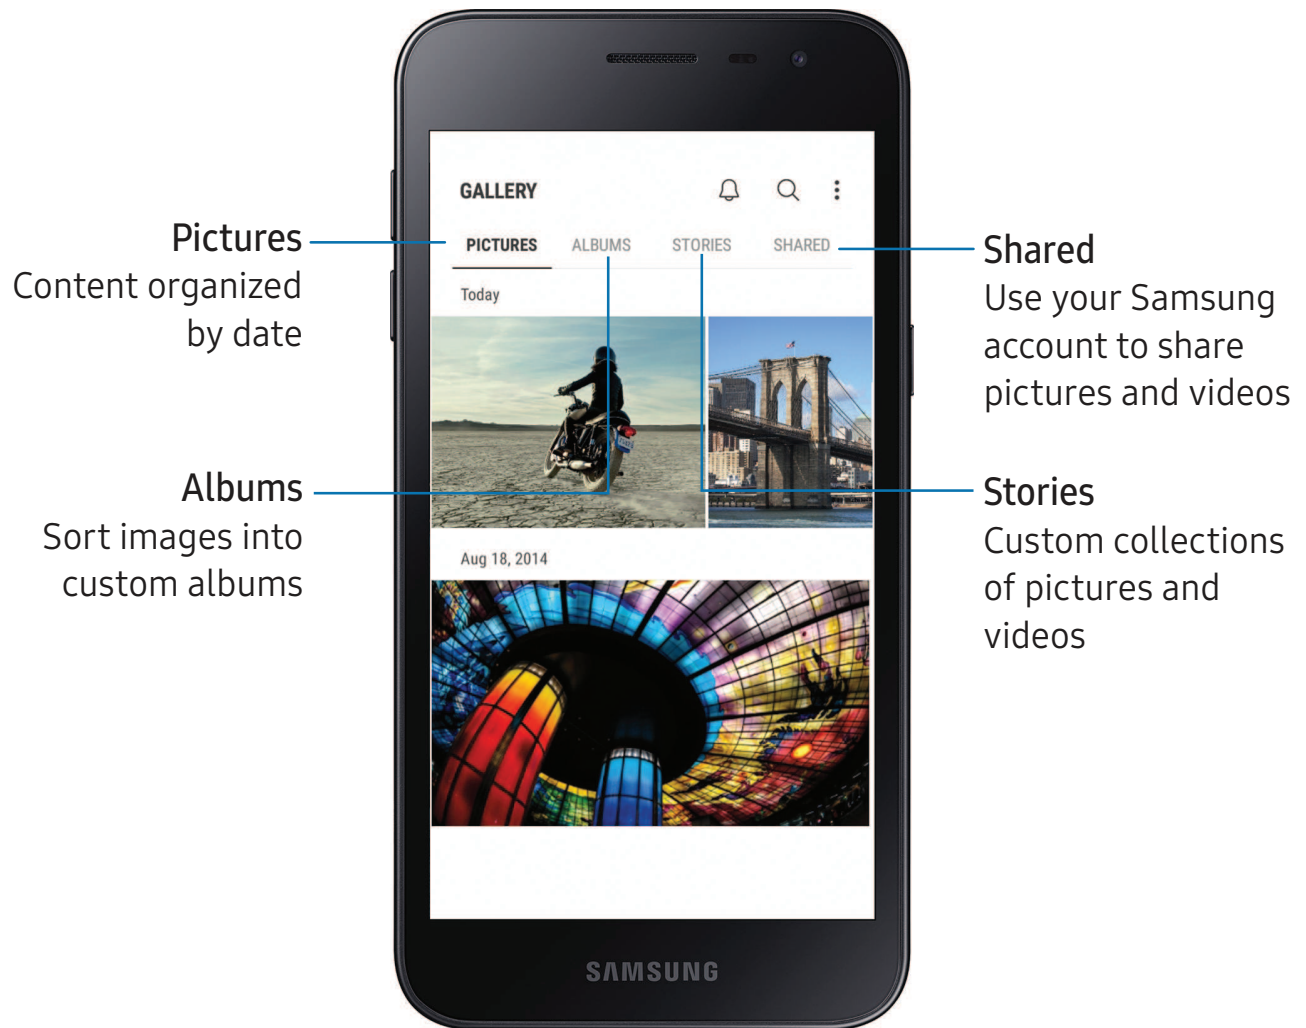 GALLERY
PICTURES ALBUMS STORIES SHARED
Today
Aug 18, 2014
SAMSUNG
Pictures
Content organized
by date
Albums
Sort images into
custom albums
Shared
Use your Samsung
account to share
pictures and videos
Stories
Custom collections
of pictures and
videos